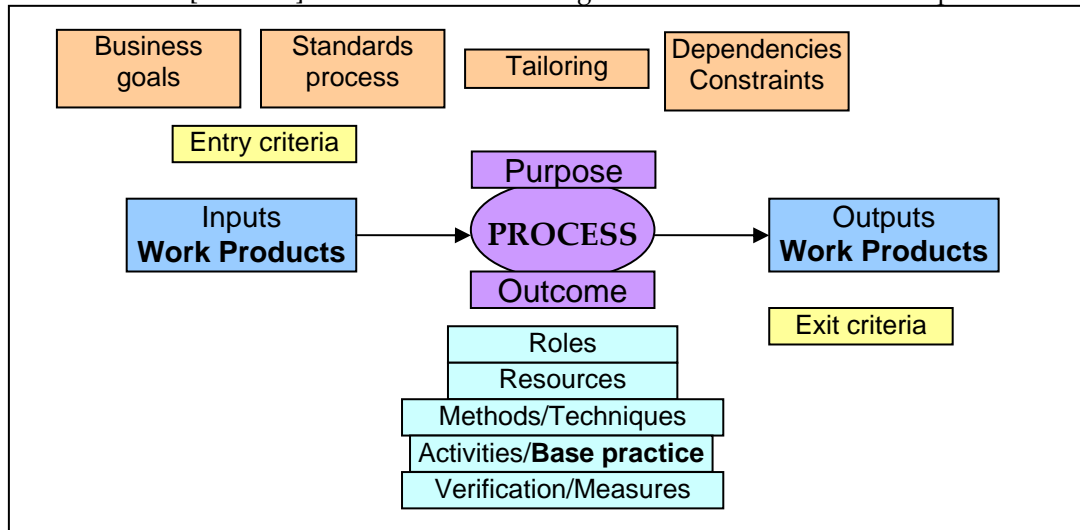 Business
goals
Standards
process
Tailoring
Dependencies
Constraints
Entry criteria
Purpose
Inputs
Work Products
PROCESS
Outputs
Work Products
Outcome
Exit criteria
Roles
Resources
Methods/Techniques
Activities/Base practice
Verification/Measures